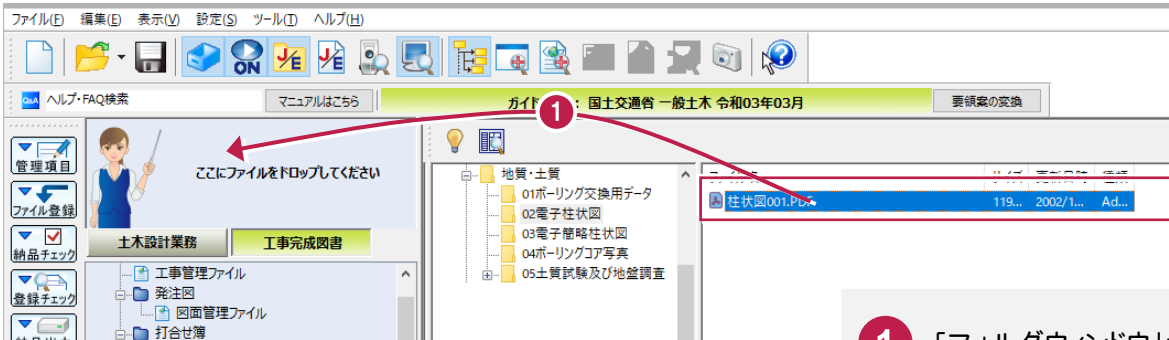 ファイル(F) 編集(E) 表示(V) 設定(S) ツール(T) ヘルプ(H)
ON J/E J/E
Q&A ヘルプ・FAQ検索 マニュアルはこちら ガイド : 国土交通省 一般土木 令和03年03月 要領案の変換
1
管理項目
ファイル登録
納品チェック
登録チェック
ここにファイルをドロップしてください
土木設計業務 工事完成図書
工事管理ファイル
発注図
図面管理ファイル
打合せ簿
地質・土質
01ボーリング交換用データ
02電子柱状図
03電子簡略柱状図
04ボーリングコア写真
05土質試験及び地盤調査
柱状図001.PDF 119... 2002/1... Ad...
1